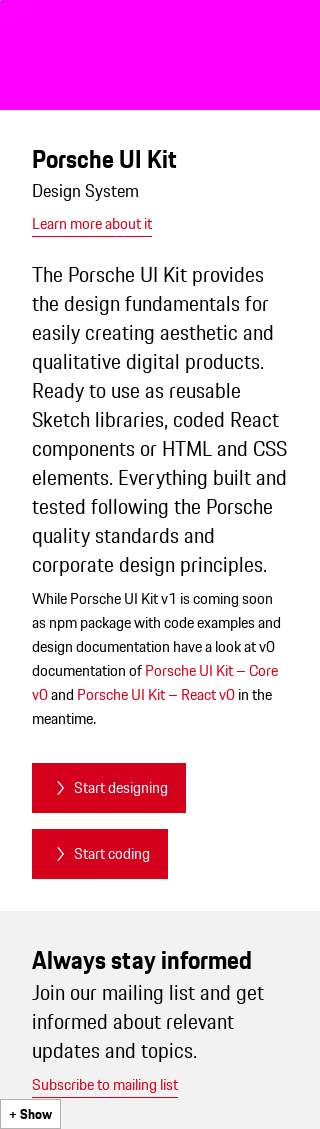 Porsche UI Kit
Design System
Learn more about it
The Porsche UI Kit provides
the design fundamentals for
easily creating aesthetic and
qualitative digital products.
Ready to use as reusable
Sketch libraries, coded React
components or HTML and CSS
elements. Everything built and
tested following the Porsche
quality standards and
corporate design principles.
While Porsche UI Kit v1 is coming soon
as npm package with code examples and
design documentation have a look at v0
documentation of Porsche UI Kit – Core
v0 and Porsche UI Kit – React v0 in the
meantime.
Start designing
Start coding
Always stay informed
Join our mailing list and get
informed about relevant
updates and topics.
Subscribe to mailing list
+ Show